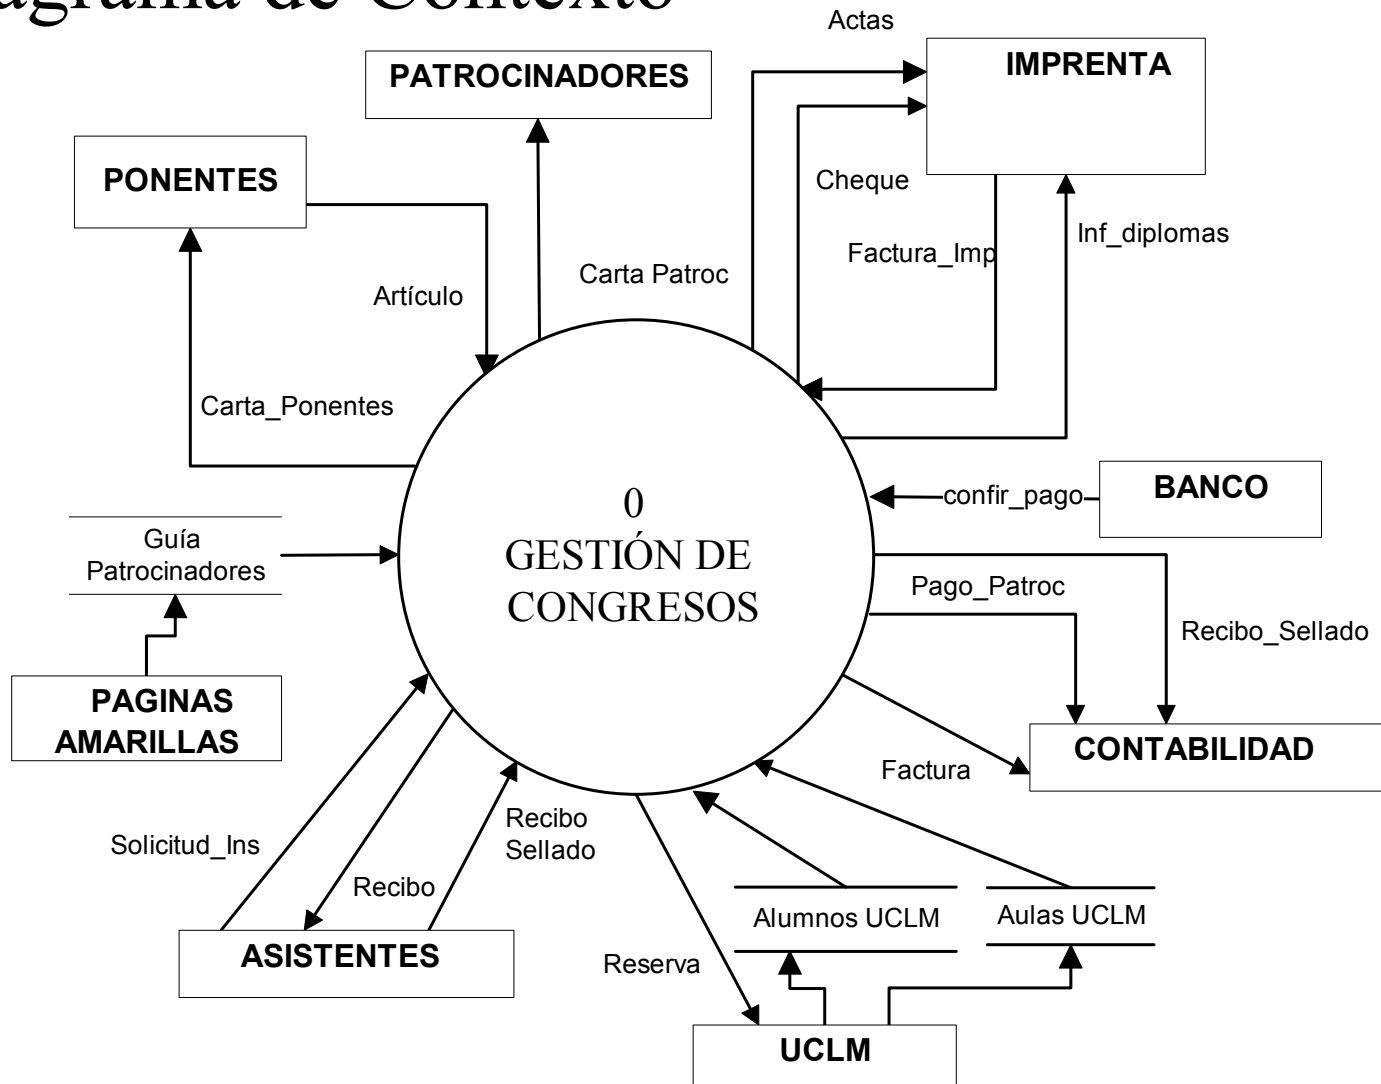 agrama de Contexto
Actas
PATROCINADORES
IMPRENTA
PONENTES
Cheque
Inf_diplomas
Factura_Imp
Carta Patroc
Artículo
Carta_Ponentes
BANCO
confir_pago
0
GESTIÓN DE
CONGRESOS
Guía
Patrocinadores
Pago_Patroc
Recibo_Sellado
PAGINAS
AMARILLAS
CONTABILIDAD
Factura
Recibo
Sellado
Solicitud_Ins
Recibo
Alumnos UCLM
Aulas UCLM
ASISTENTES
Reserva
UCLM